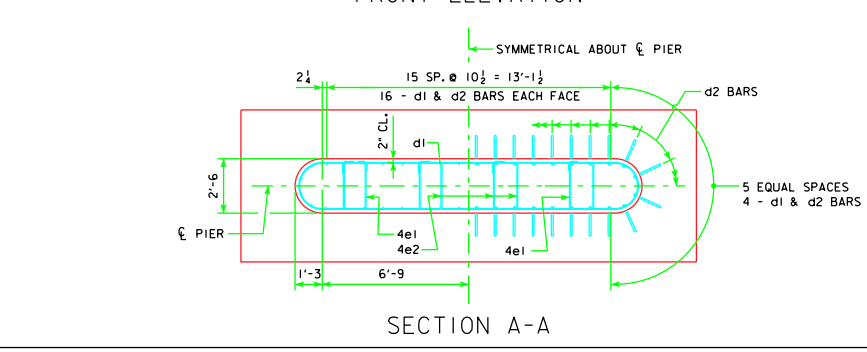 FRONT ELEVATION
SYMMETRICAL ABOUT ℄ PIER
2¼
15 SP.@ 10½ = 13'-1½
16 - d1 & d2 BARS EACH FACE
d2 BARS
2" CL.
d1
2'-6
5 EQUAL SPACES
4 - d1 & d2 BARS
℄ PIER
4e1
4e2
4e1
1'-3
6'-9
SECTION A-A